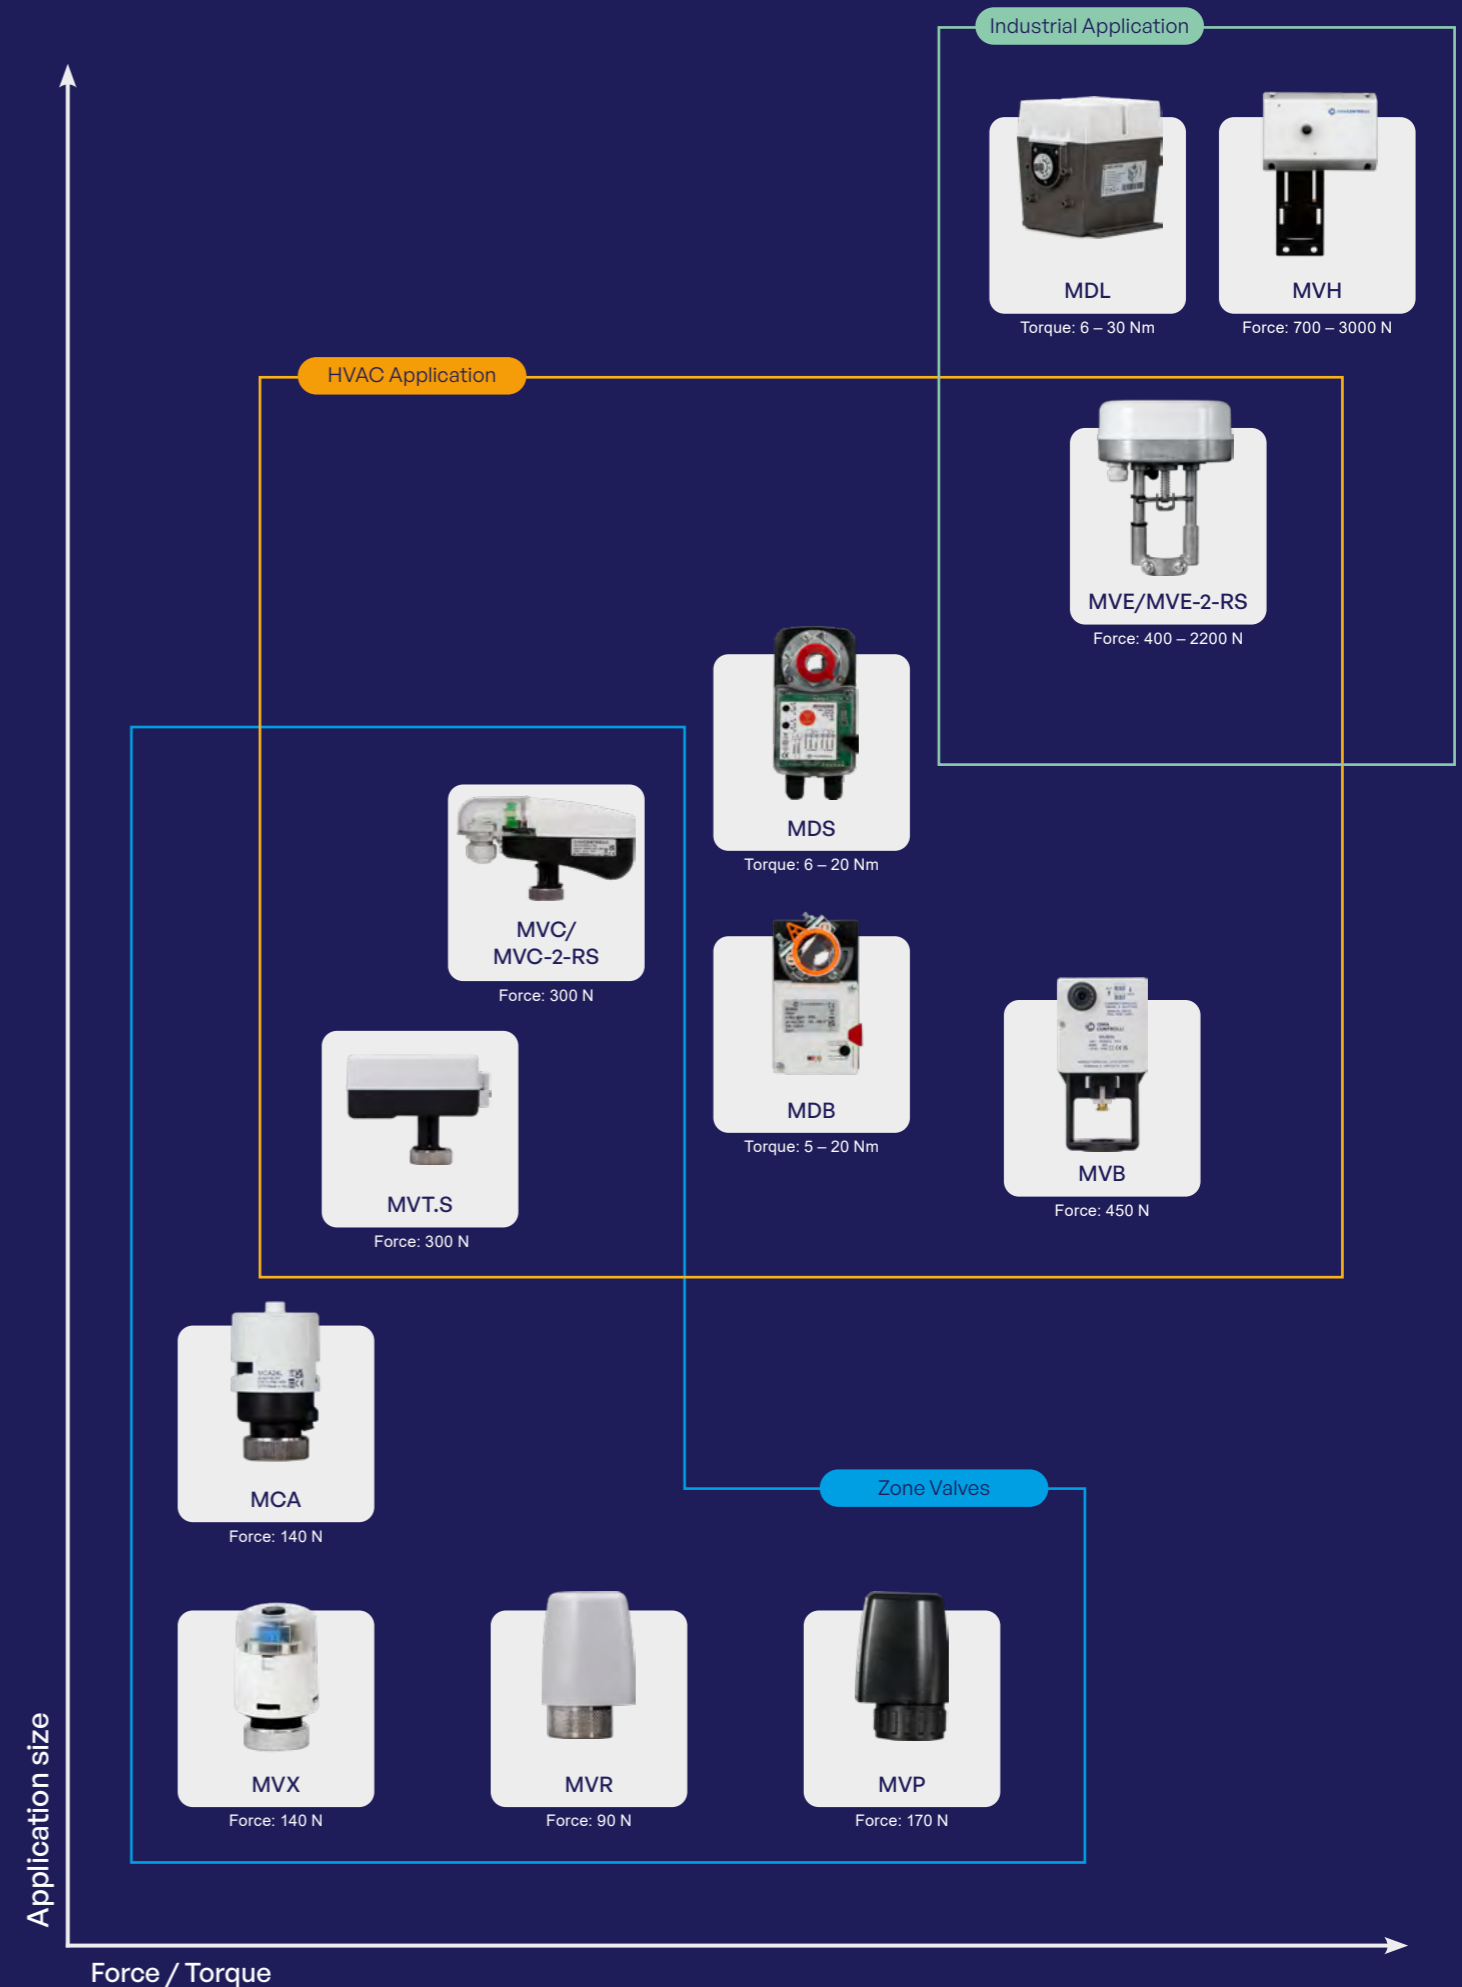 Industrial Application
MDL
Torque: 6 – 30 Nm
MVH
Force: 700 – 3000 N
HVAC Application
MVE/MVE-2-RS
Force: 400 – 2200 N
MDS
Torque: 6 – 20 Nm
MVC/
MVC-2-RS
Force: 300 N
MDB
Torque: 5 – 20 Nm
CONTROLLI
MVB
Force: 450 N
MVT.S
Force: 300 N
MCA
Force: 140 N
Zone Valves
MVX
Force: 140 N
MVR
Force: 90 N
MVP
Force: 170 N
Application size
Force / Torque